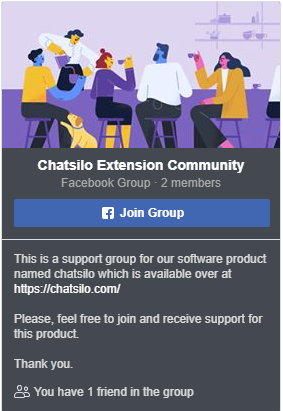 Chatsilo Extension Community
Facebook Group · 2 members
Join Group
This is a support group for our software product
named chatsilo which is available over at
https://chatsilo.com/
Please, feel free to join and receive support for
this product.
Thank you.
You have 1 friend in the group